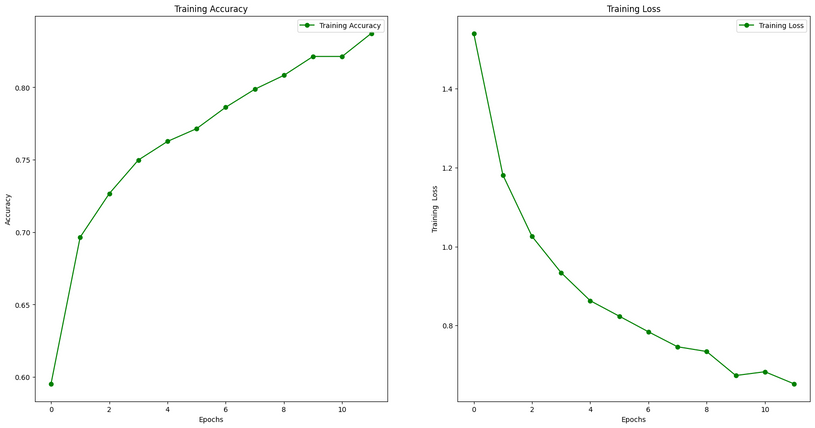 Training Accuracy
Training Accuracy
0.80
0.75
0.70
0.65
0.60
Accuracy
0 2 4 6 8 10
Epochs
Training Loss
Training Loss
1.4
1.2
1.0
0.8
Training  Loss
0 2 4 6 8 10
Epochs